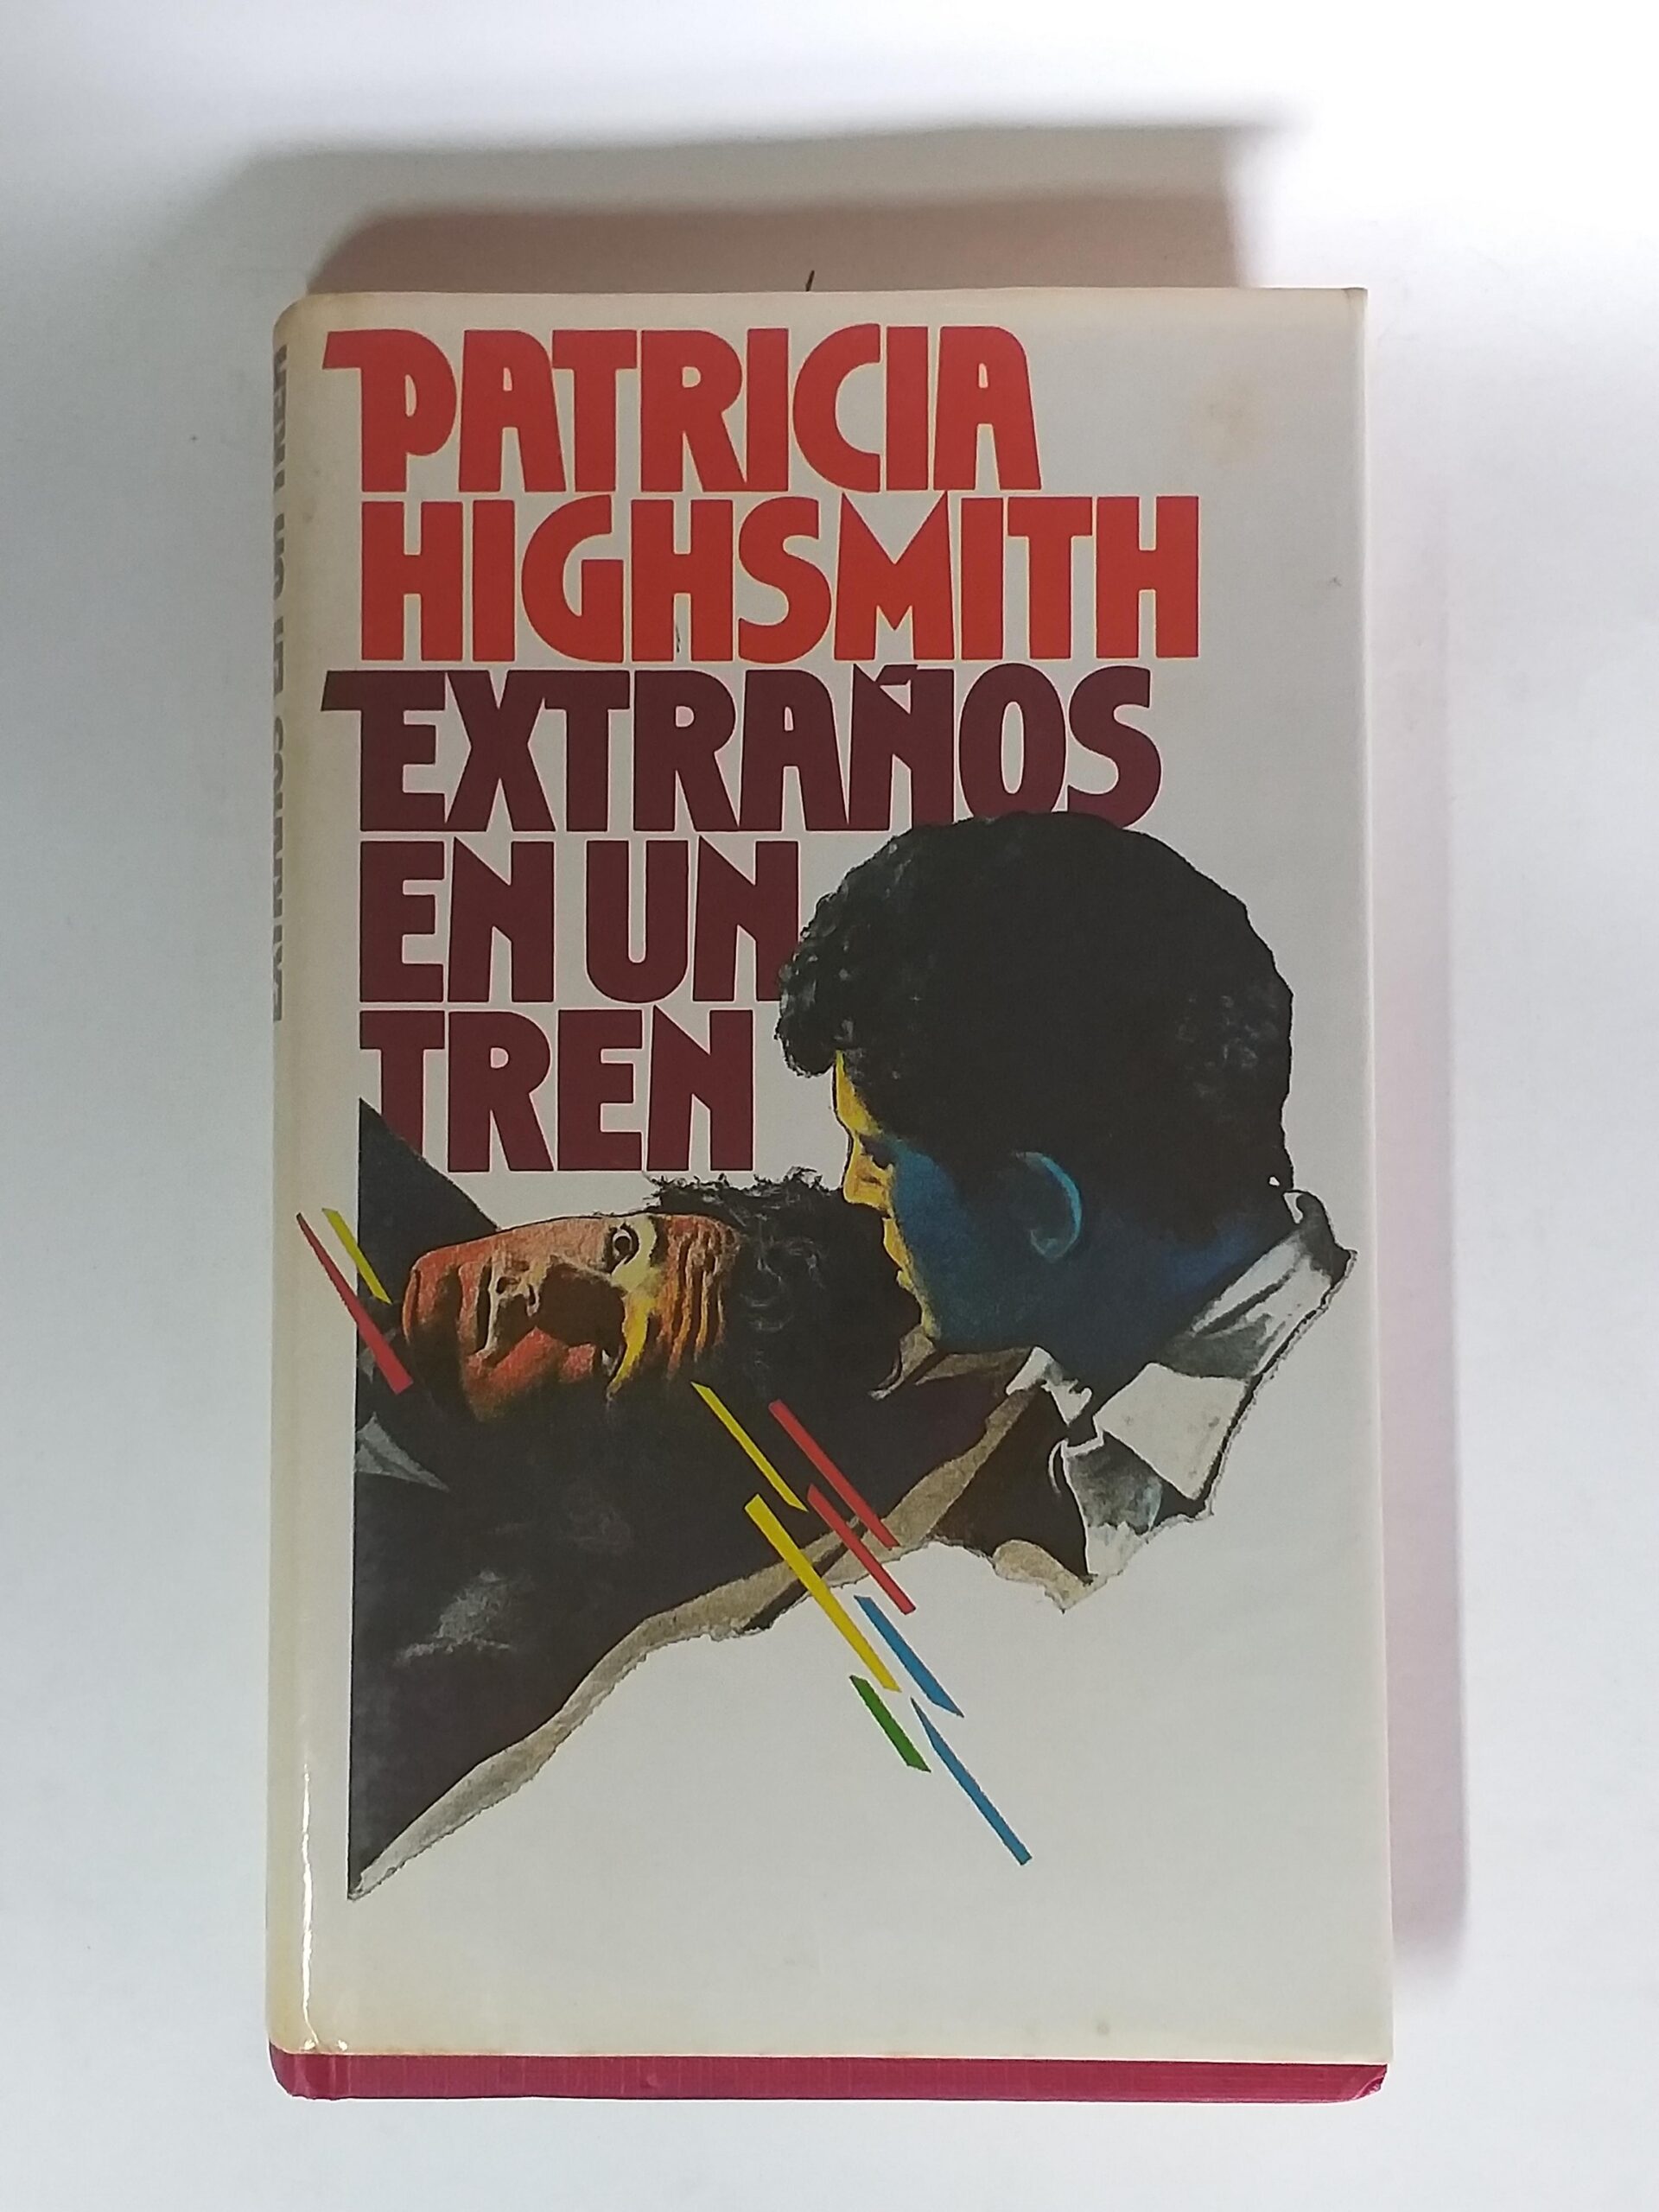 PATRICIA
HIGHSMITH
EXTRAÑOS
EN UN
TREN